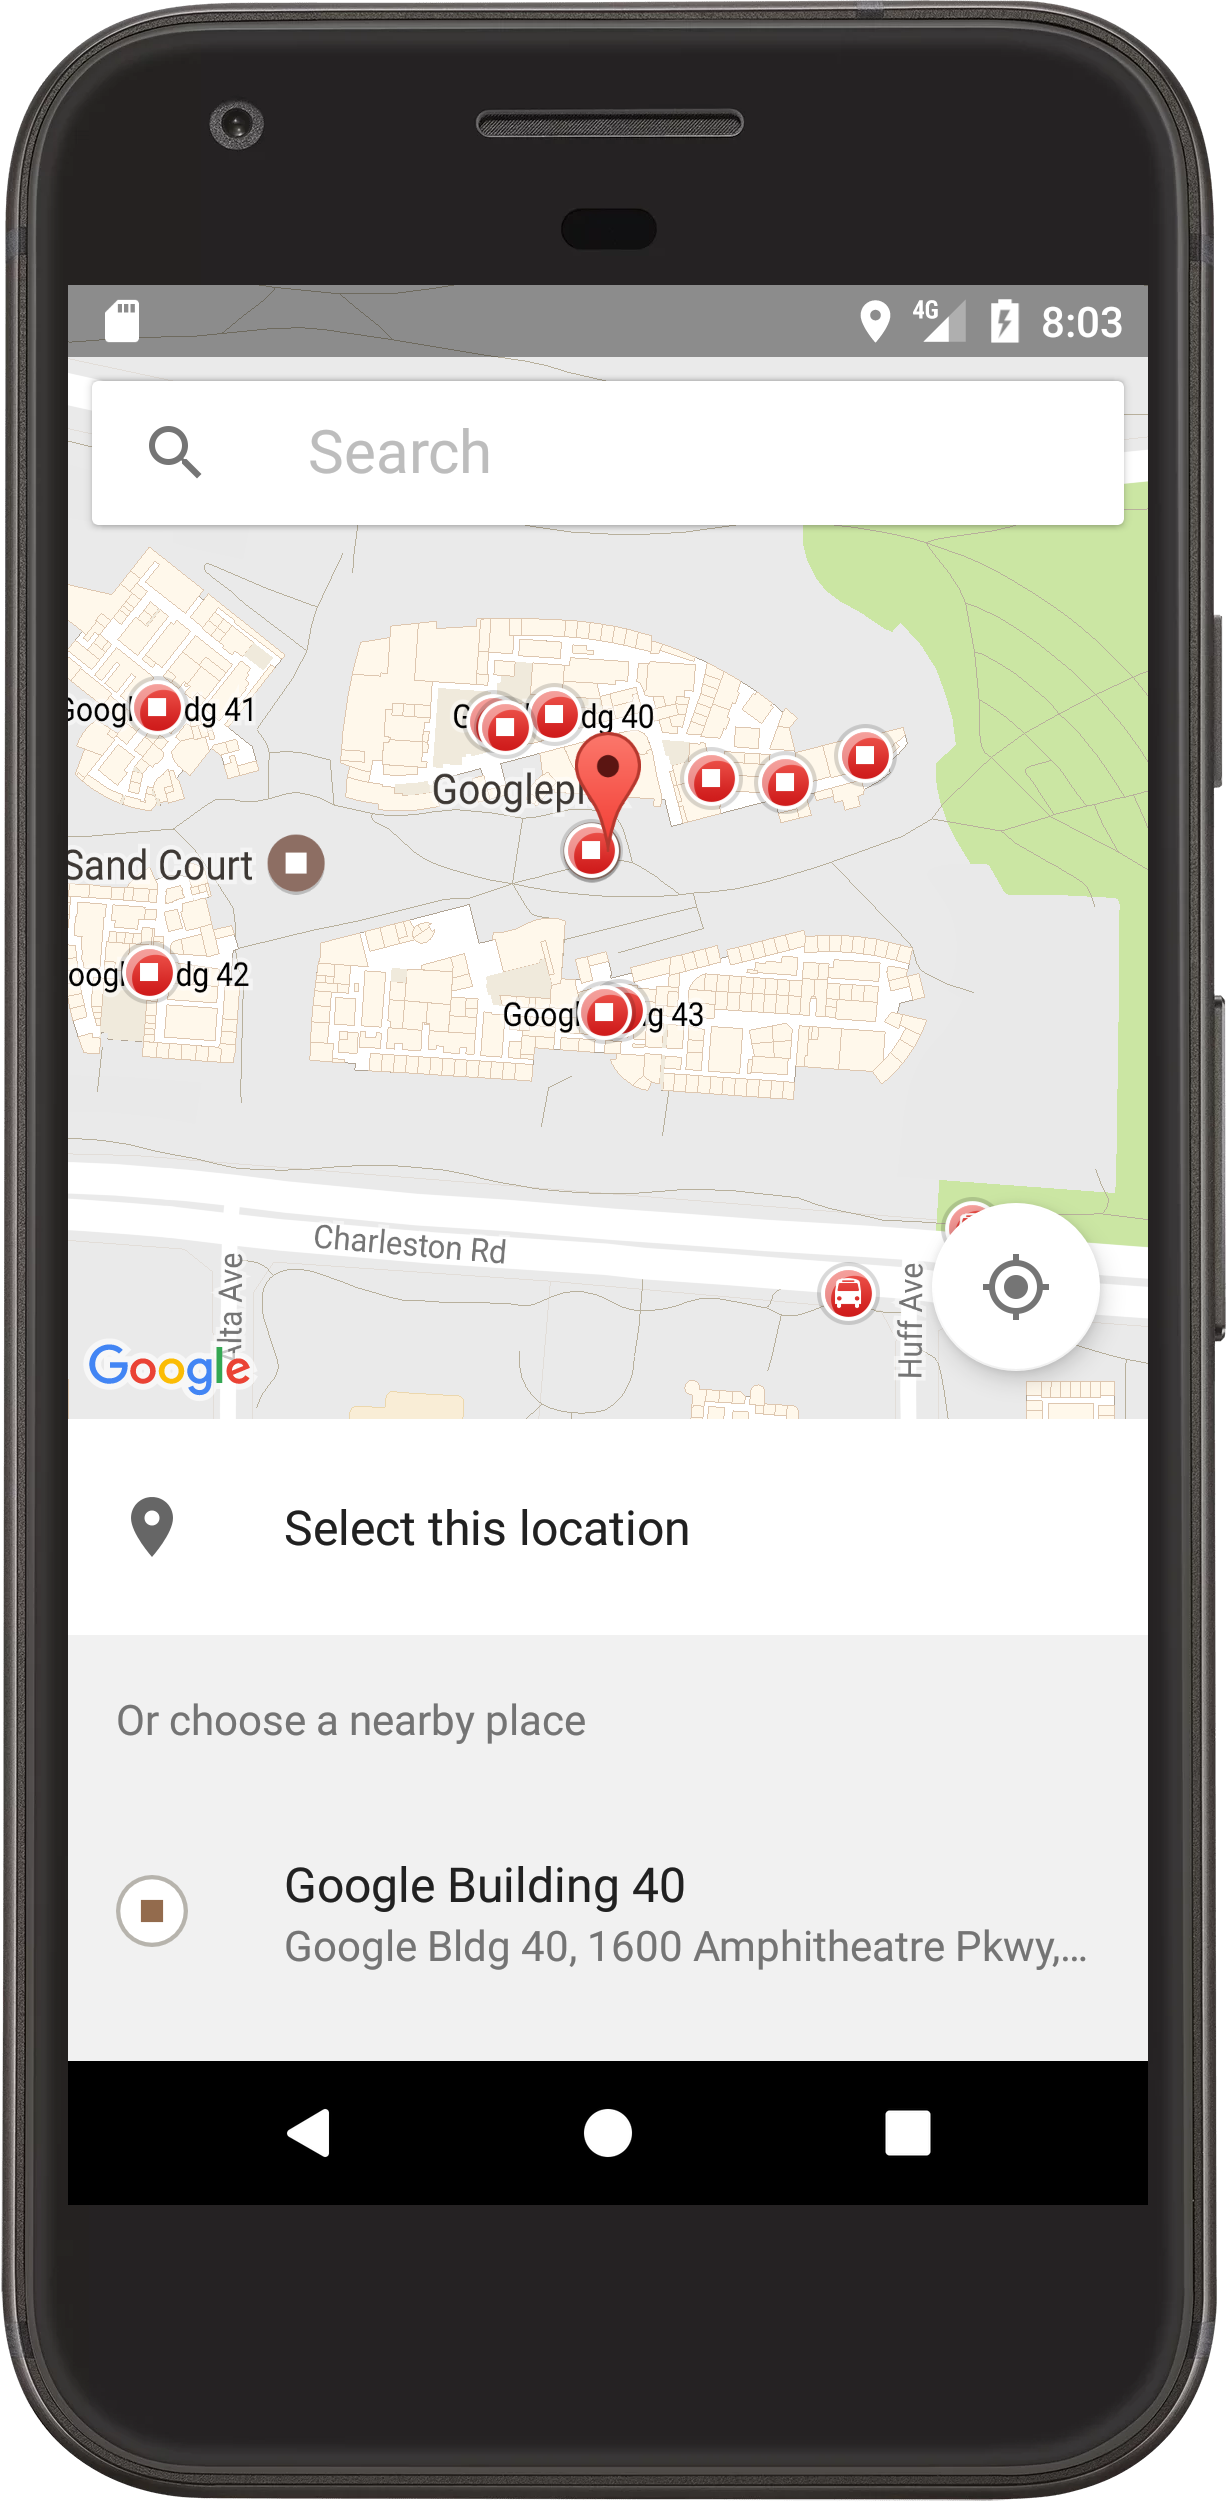 4G 8:03
Search
Goog dg 41
G dg 40
Googlepl
Sand Court
oogl dg 42
Googl g 43
Charleston Rd
Alta Ave
Huff Ave
Google
Select this location
Or choose a nearby place
Google Building 40
Google Bldg 40, 1600 Amphitheatre Pkwy,...